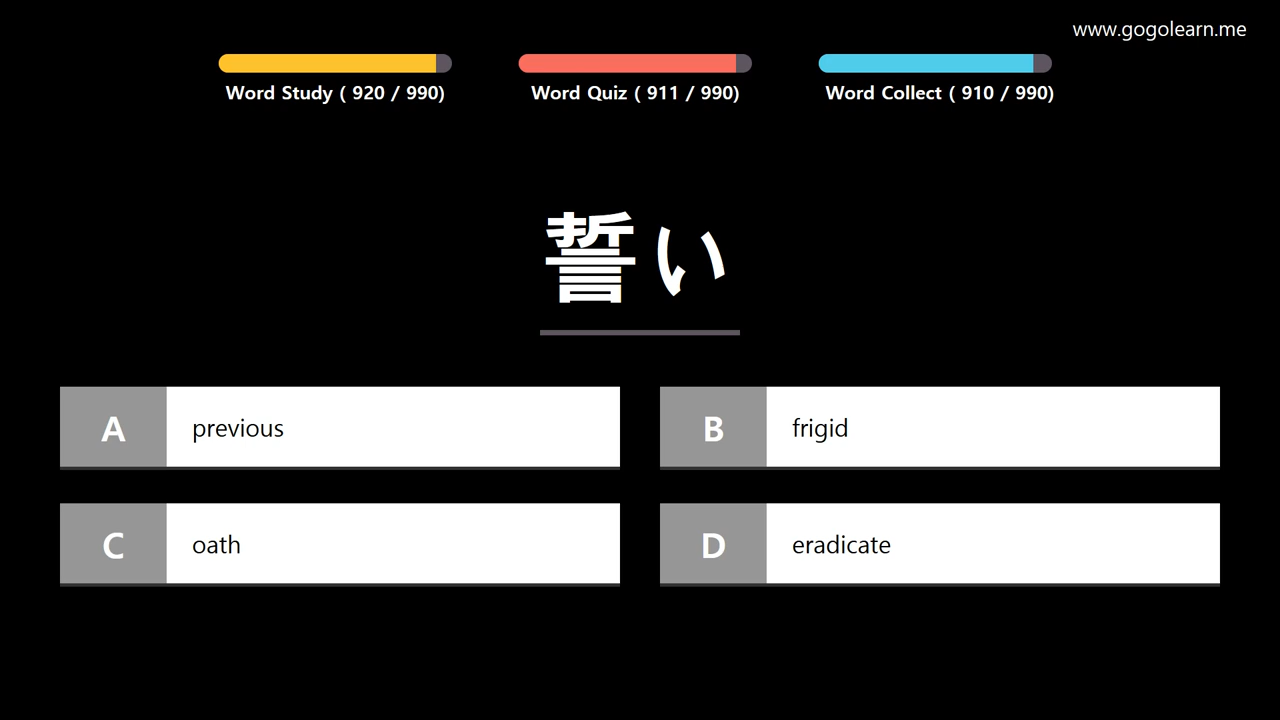 www.gogolearn.me
Word Study ( 920 / 990)
Word Quiz ( 911 / 990)
Word Collect ( 910 / 990)
誓い
A previous
B frigid
C oath
D eradicate